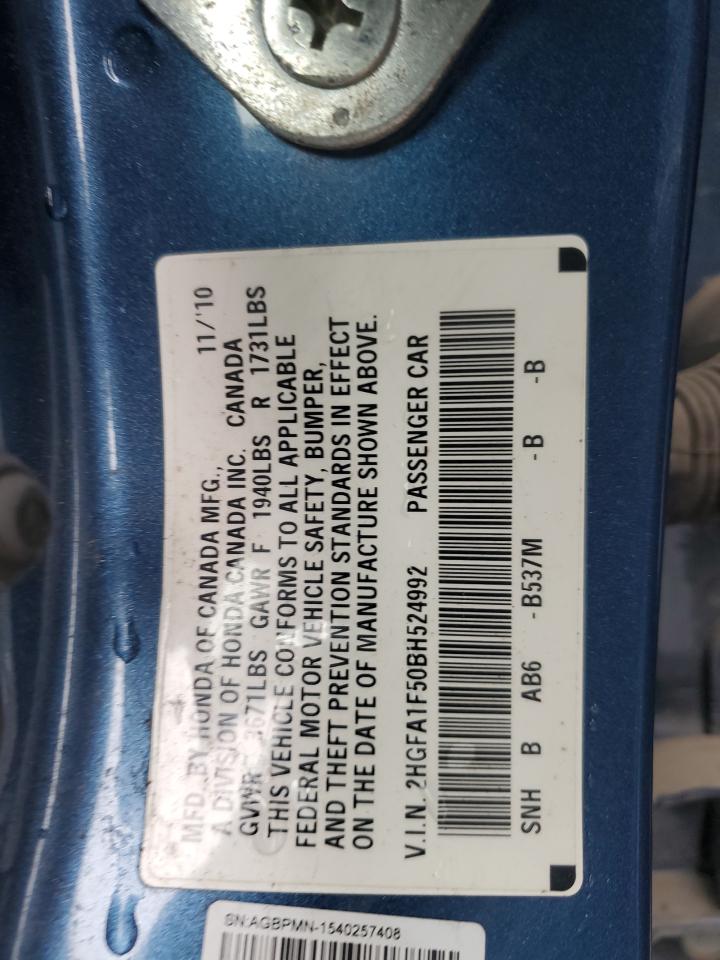 MFD. BY HONDA OF CANADA MFG., 11/'10
A DIVISION OF HONDA CANADA INC. CANADA
GVWR 3671LBS GAWR F 1940LBS R 1731LBS
THIS VEHICLE CONFORMS TO ALL APPLICABLE
FEDERAL MOTOR VEHICLE SAFETY, BUMPER,
AND THEFT PREVENTION STANDARDS IN EFFECT
ON THE DATE OF MANUFACTURE SHOWN ABOVE.
V.I.N. 2HGFA1F50BH524992 PASSENGER CAR
SNH B AB6 -B537M -B -B
SN:AGBPMN-1540257408